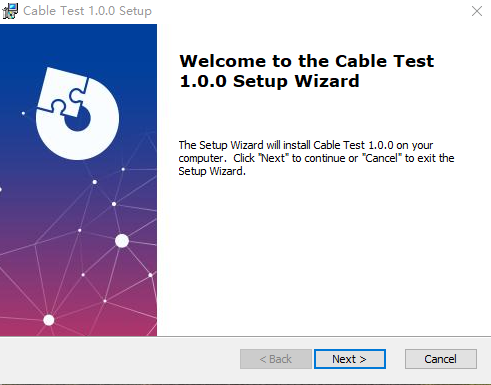 Cable Test 1.0.0 Setup
Welcome to the Cable Test
1.0.0 Setup Wizard
The Setup Wizard will install Cable Test 1.0.0 on your
computer. Click "Next" to continue or "Cancel" to exit the
Setup Wizard.
< Back
Next >
Cancel